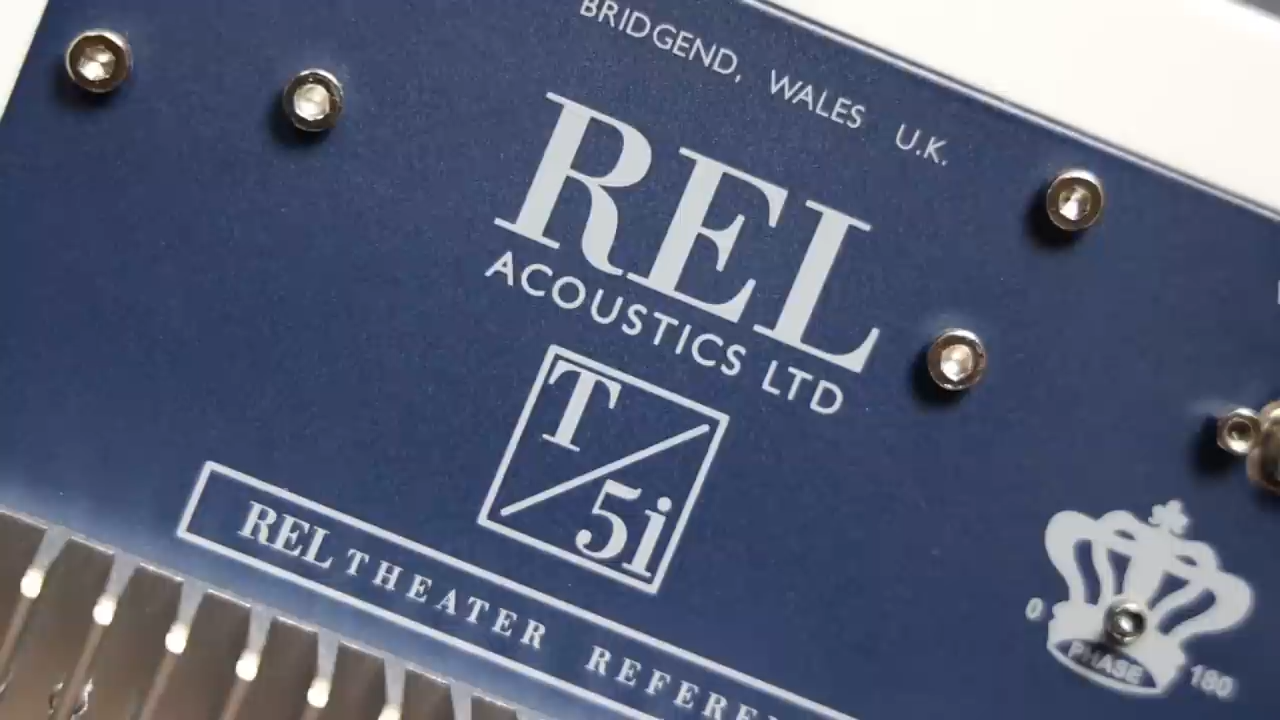 BRIDGEND, WALES U.K.
REL
ACOUSTICS LTD
T/5i
REL THEATER
0
PHASE
180